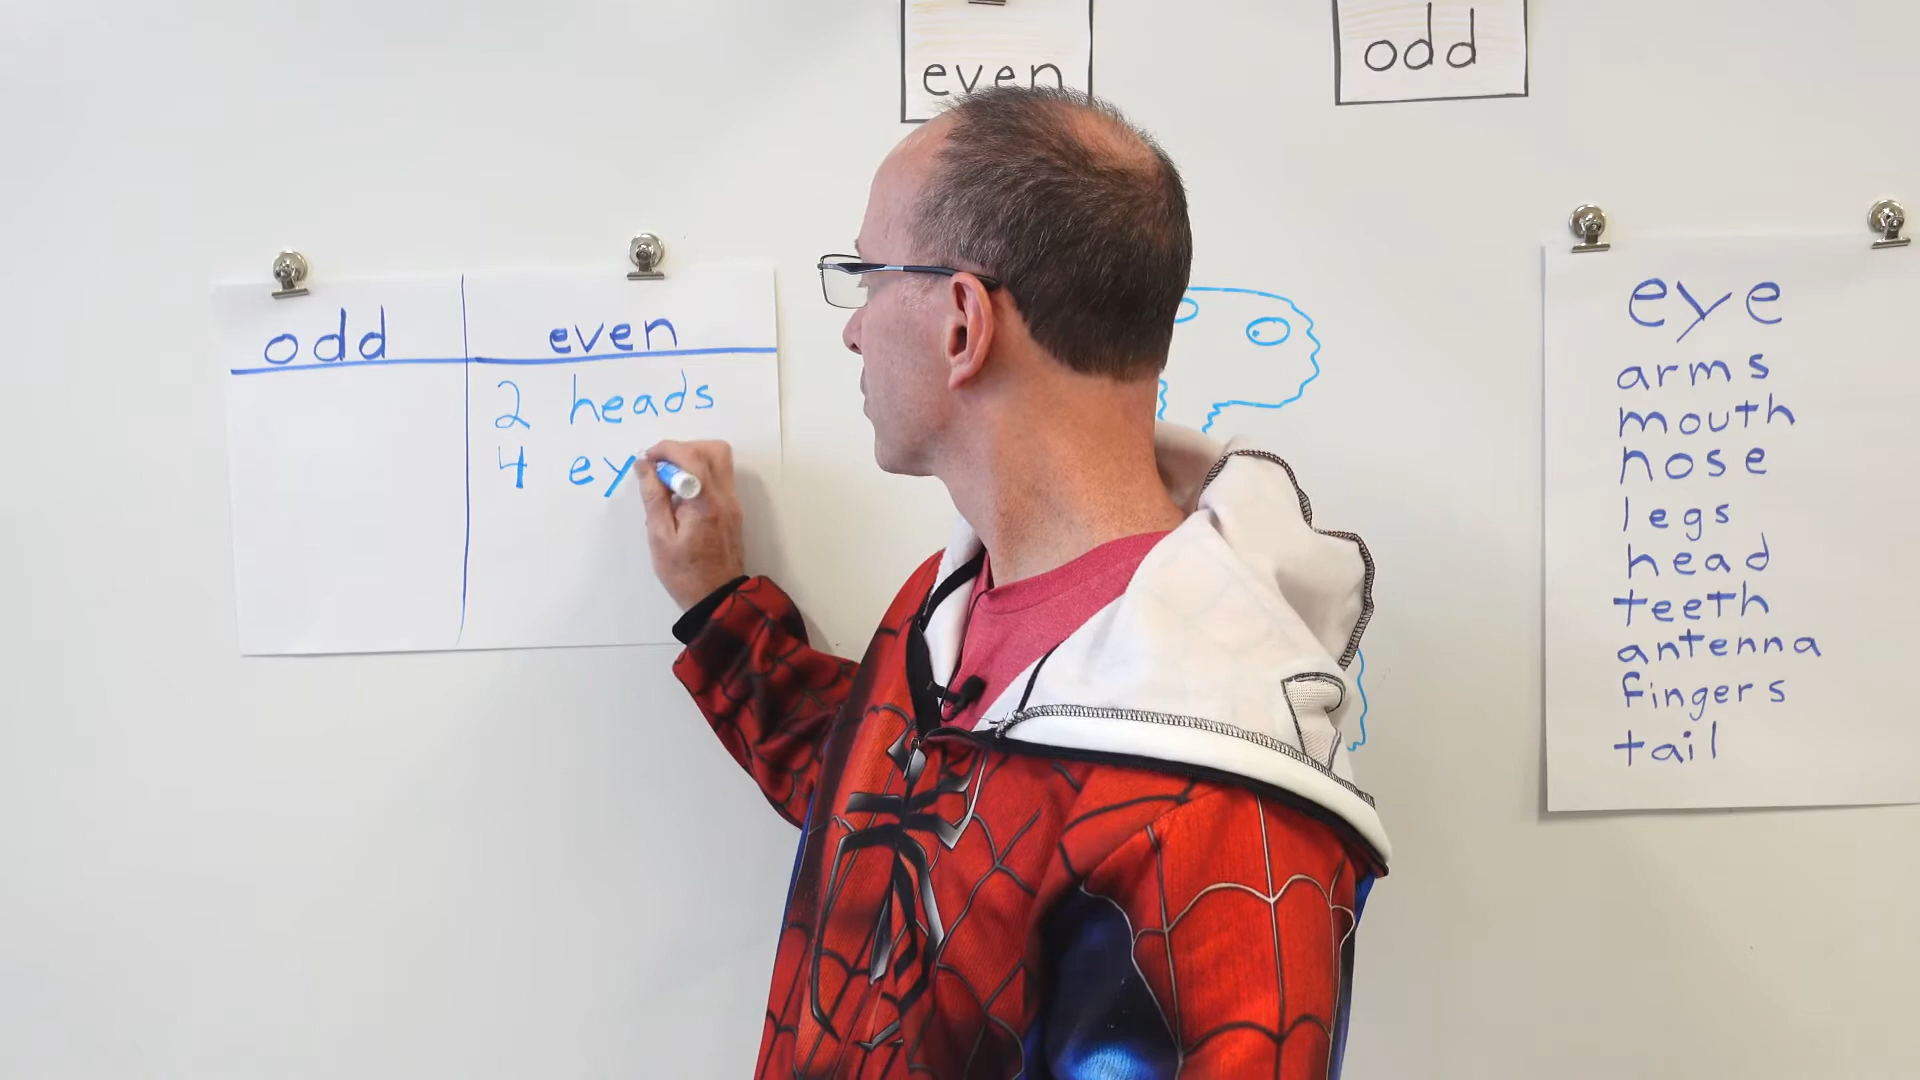 even
odd
odd even
2 heads
4 ey
eye
arms
mouth
nose
legs
head
teeth
antenna
fingers
tail